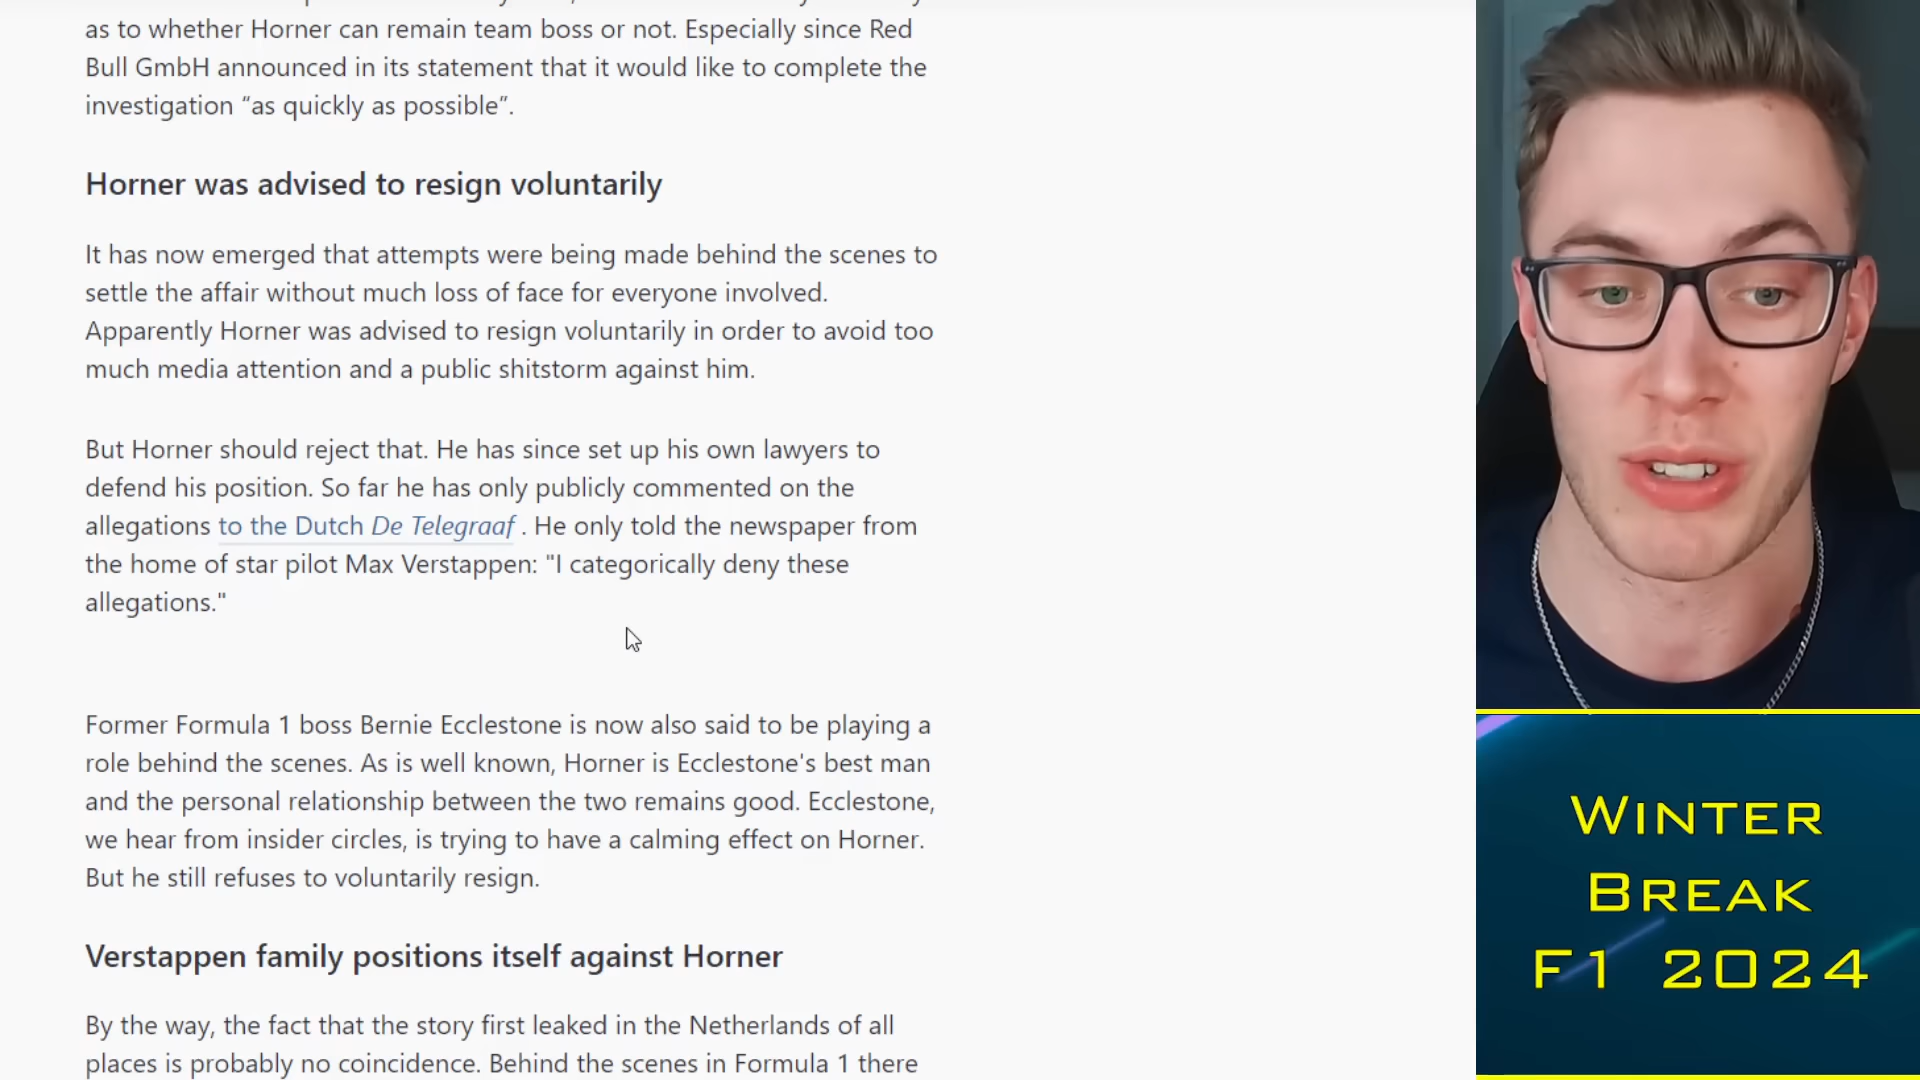 as to whether Horner can remain team boss or not. Especially since Red
Bull GmbH announced in its statement that it would like to complete the
investigation “as quickly as possible”.
Horner was advised to resign voluntarily
It has now emerged that attempts were being made behind the scenes to
settle the affair without much loss of face for everyone involved.
Apparently Horner was advised to resign voluntarily in order to avoid too
much media attention and a public shitstorm against him.
But Horner should reject that. He has since set up his own lawyers to
defend his position. So far he has only publicly commented on the
allegations to the Dutch De Telegraaf . He only told the newspaper from
the home of star pilot Max Verstappen: "I categorically deny these
allegations."
Former Formula 1 boss Bernie Ecclestone is now also said to be playing a
role behind the scenes. As is well known, Horner is Ecclestone's best man
and the personal relationship between the two remains good. Ecclestone,
we hear from insider circles, is trying to have a calming effect on Horner.
But he still refuses to voluntarily resign.
Verstappen family positions itself against Horner
By the way, the fact that the story first leaked in the Netherlands of all
places is probably no coincidence. Behind the scenes in Formula 1 there
WINTER
BREAK
F1 2024